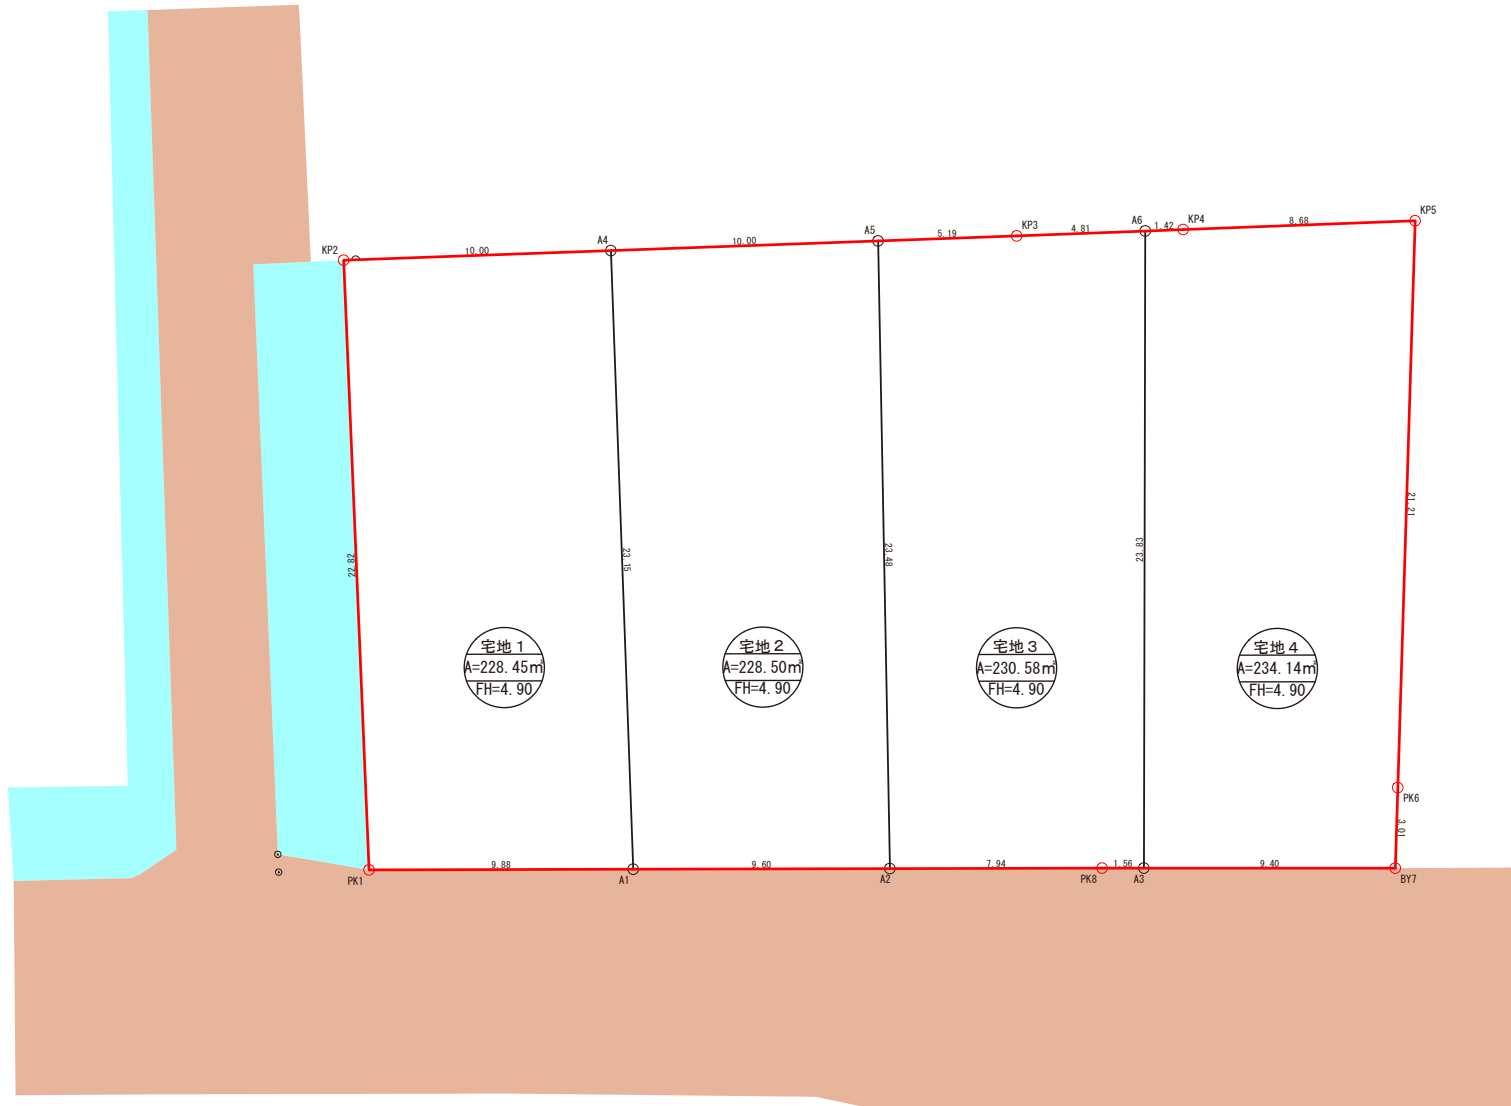 KP5
KP4
8.68
A6
1.42
KP3
4.81
A5
5.19
A4
10.00
KP2
10.00
22.82
23.15
23.48
23.83
21.21
宅地1
A=228.45㎡
FH=4.90
宅地2
A=228.50㎡
FH=4.90
宅地3
A=230.58㎡
FH=4.90
宅地4
A=234.14㎡
FH=4.90
PK6
3.01
9.88
9.60
7.94
1.56
9.40
PK1
A1
A2
PK8
A3
BY7